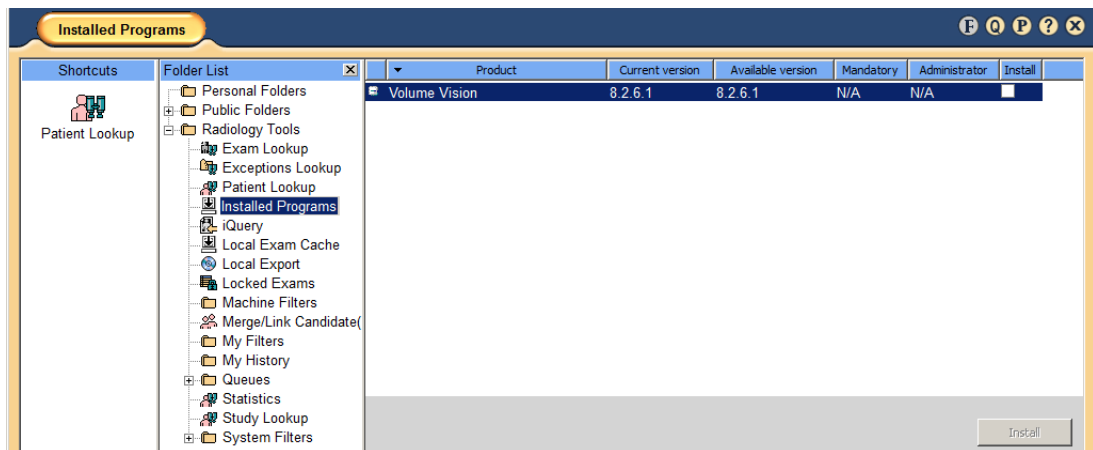 Installed Programs
F Q P ? X
Shortcuts
Patient Lookup
Folder List
Personal Folders
Public Folders
Radiology Tools
Exam Lookup
Exceptions Lookup
Patient Lookup
Installed Programs
iQuery
Local Exam Cache
Local Export
Locked Exams
Machine Filters
Merge/Link Candidate(
My Filters
My History
Queues
Statistics
Study Lookup
System Filters
Product Current version Available version Mandatory Administrator Install
Volume Vision 8.2.6.1 8.2.6.1 N/A N/A
Install